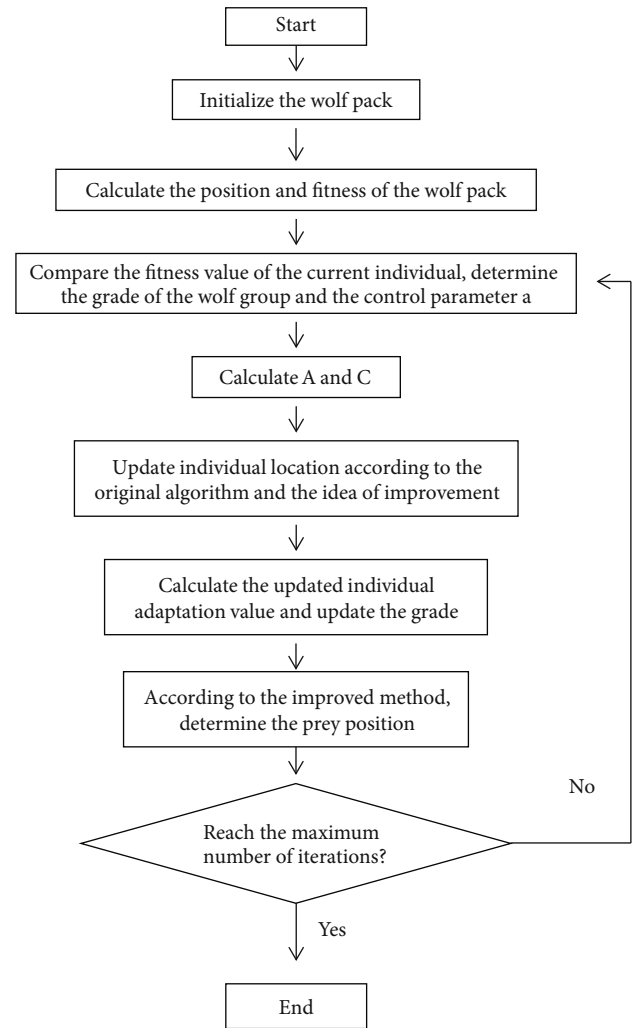 Start
Initialize the wolf pack
Calculate the position and fitness of the wolf pack
Compare the fitness value of the current individual, determine
the grade of the wolf group and the control parameter a
Calculate A and C
Update individual location according to the
original algorithm and the idea of improvement
Calculate the updated individual
adaptation value and update the grade
According to the improved method,
determine the prey position
No
Reach the maximum
number of iterations?
Yes
End